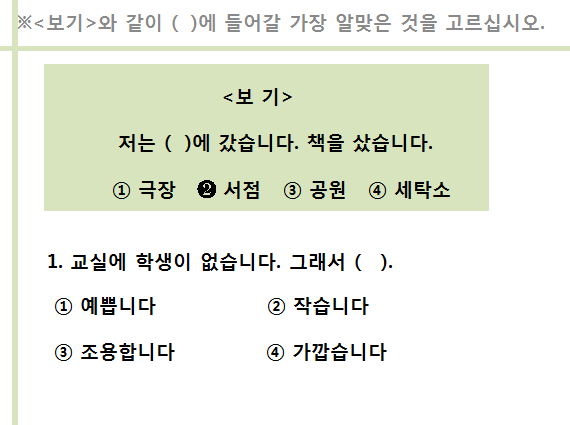 ※<보기>와 같이 (  )에 들어갈 가장 알맞은 것을 고르십시오.
<보 기>
저는 (  )에 갔습니다. 책을 샀습니다.
① 극장 ❷ 서점 ③ 공원 ④ 세탁소
1. 교실에 학생이 없습니다. 그래서 (   ).
① 예쁩니다 ② 작습니다
③ 조용합니다 ④ 가깝습니다